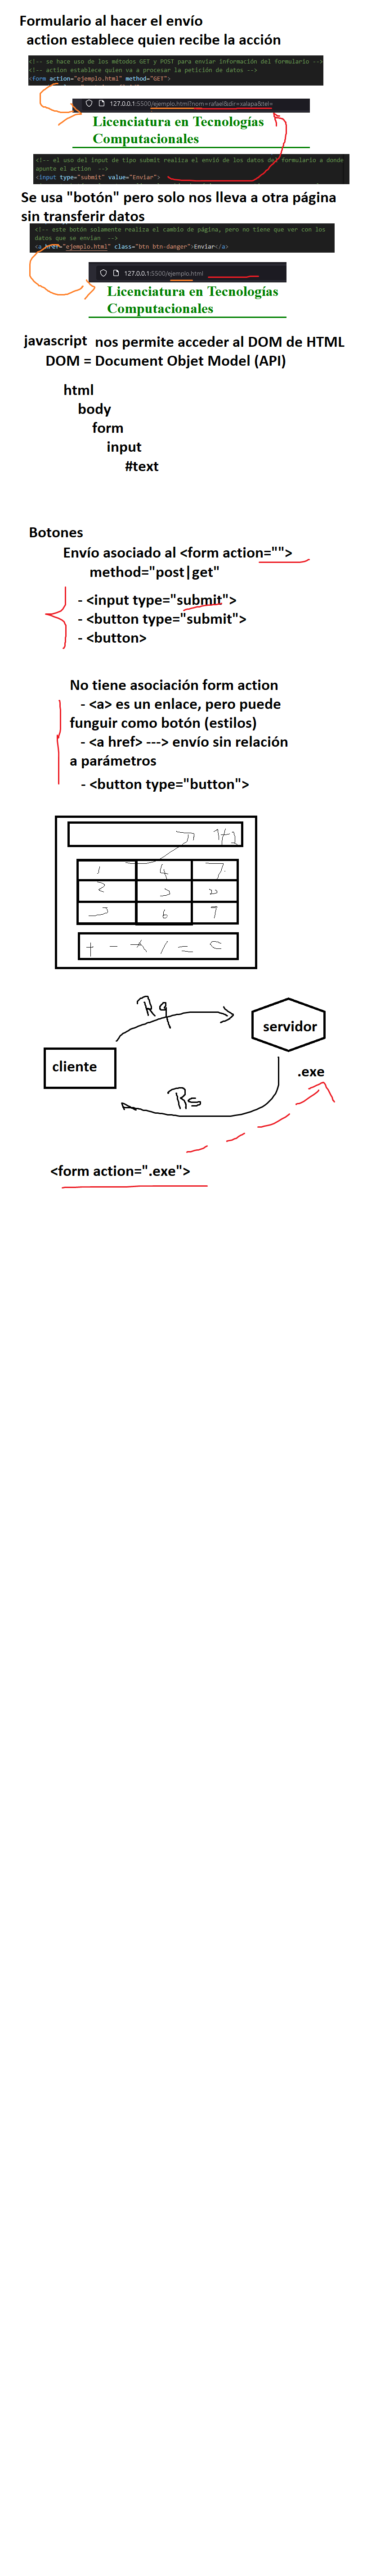 Formulario al hacer el envío
action establece quien recibe la acción
<!-- se hace uso de los métodos GET y POST para enviar información del formulario -->
<!-- action establece quien va a procesar la petición de datos -->
<form action="ejemplo.html" method="GET">
127.0.0.1:5500/ejemplo.html?nom=rafael&dir=xalapa&tel=
Licenciatura en Tecnologías
Computacionales
<!-- el uso del input de tipo submit realiza el envió de los datos del formulario a donde
apunte el action -->
<input type="submit" value="Enviar">
Se usa "botón" pero solo nos lleva a otra página
sin transferir datos
<!-- este botón solamente realiza el cambio de página, pero no tiene que ver con los
datos que se envían -->
<a href="ejemplo.html" class="btn btn-danger">Enviar</a>
127.0.0.1:5500/ejemplo.html
Licenciatura en Tecnologías
Computacionales
javascript nos permite acceder al DOM de HTML
DOM = Document Objet Model (API)
html
body
form
input
#text
Botones
Envío asociado al <form action="">
method="post|get"
- <input type="submit">
- <button type="submit">
- <button>
No tiene asociación form action
- <a> es un enlace, pero puede
funguir como botón (estilos)
- <a href> ---> envío sin relación
a parámetros
- <button type="button">
1 4 7
2
6
+ - x / = C
Rq
servidor
cliente
.exe
Rs
<form action=".exe">